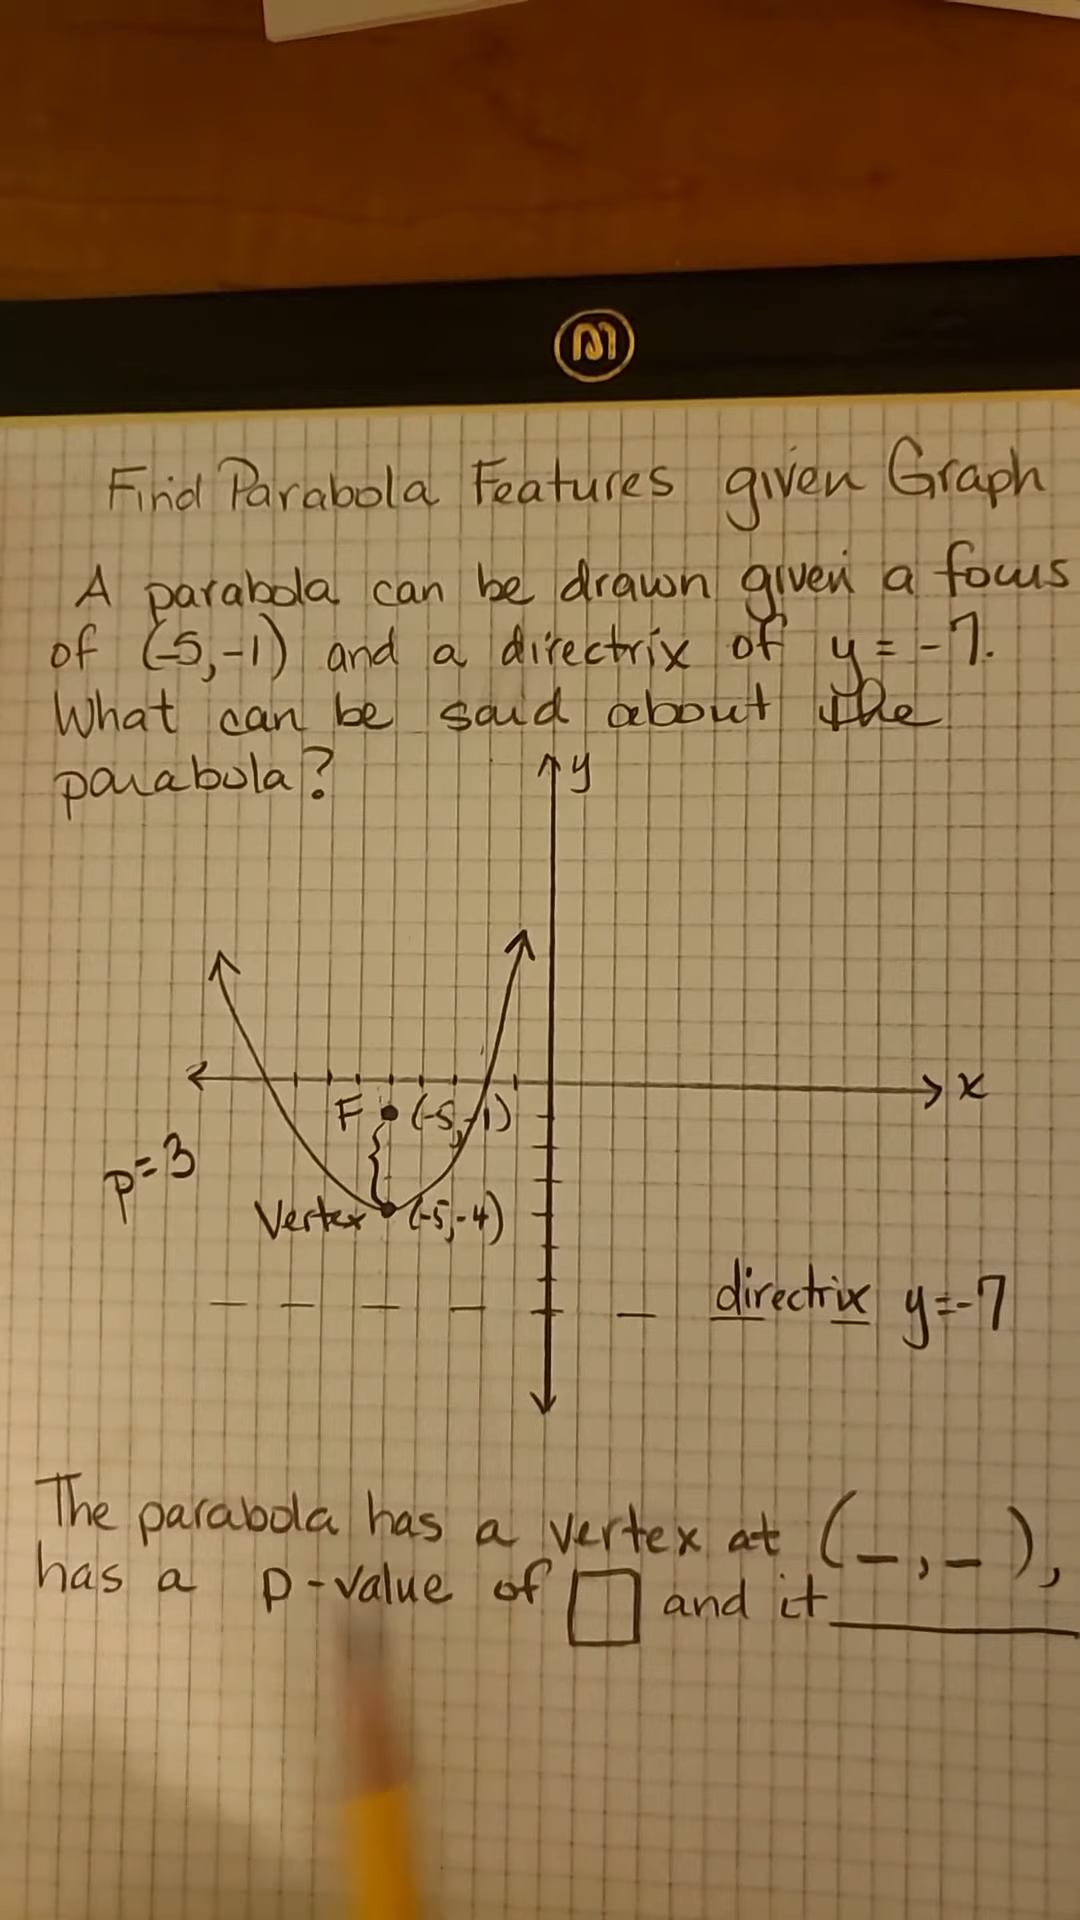 Find Parabola Features given Graph
A parabola can be drawn given a focus
of (-5,-1) and a directrix of y = -7.
What can be said about the
parabola?
y
x
F (-5,-1)
p=3
Vertex (-5,-4)
directrix y=-7
The parabola has a vertex at (_,_),
has a p-value of □ and it ______